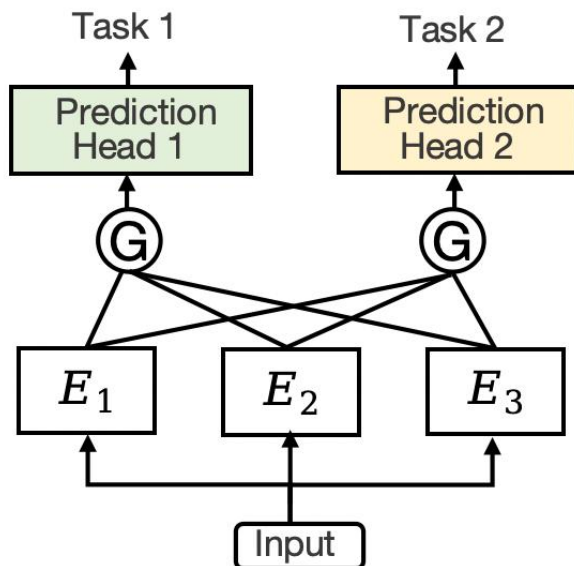 Task 1
Task 2
Prediction
Head 1
Prediction
Head 2
G
G
E1
E2
E3
Input